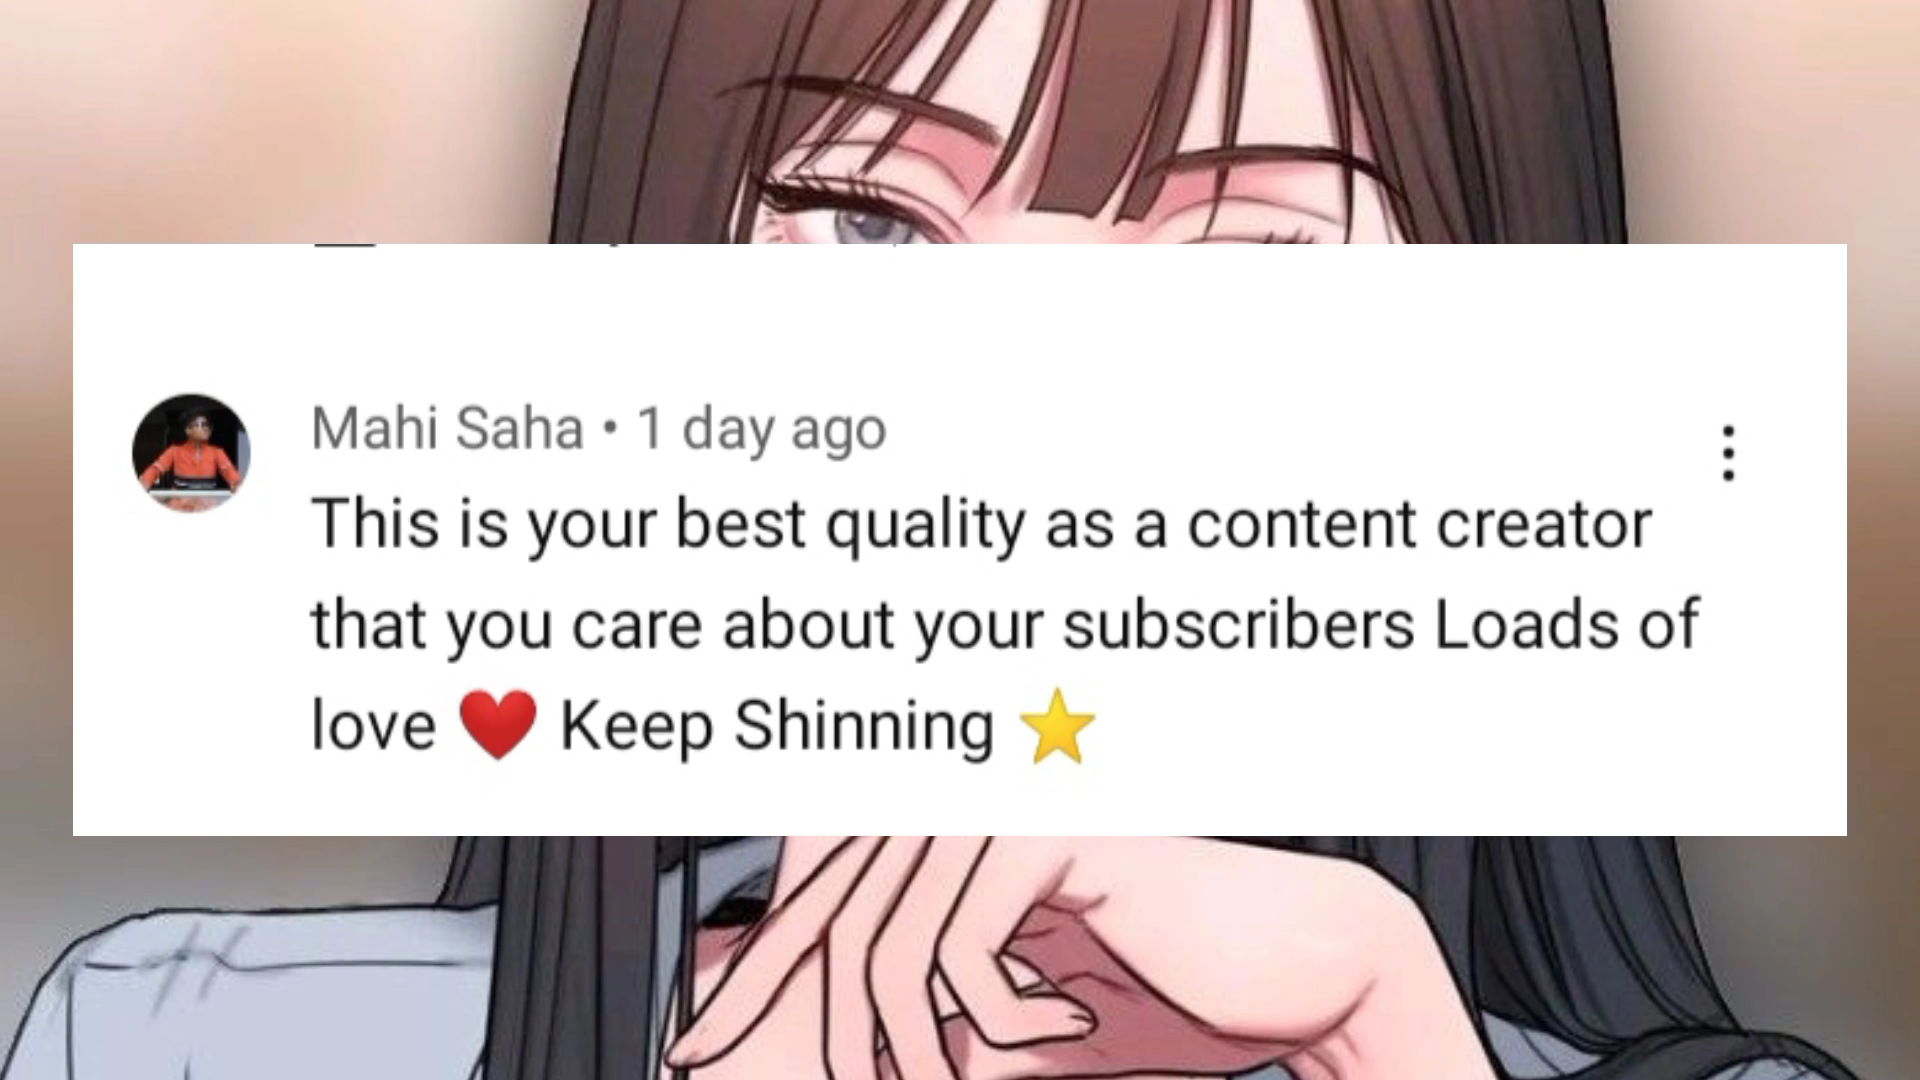 Mahi Saha • 1 day ago
This is your best quality as a content creator
that you care about your subscribers Loads of
love ❤️ Keep Shinning ⭐